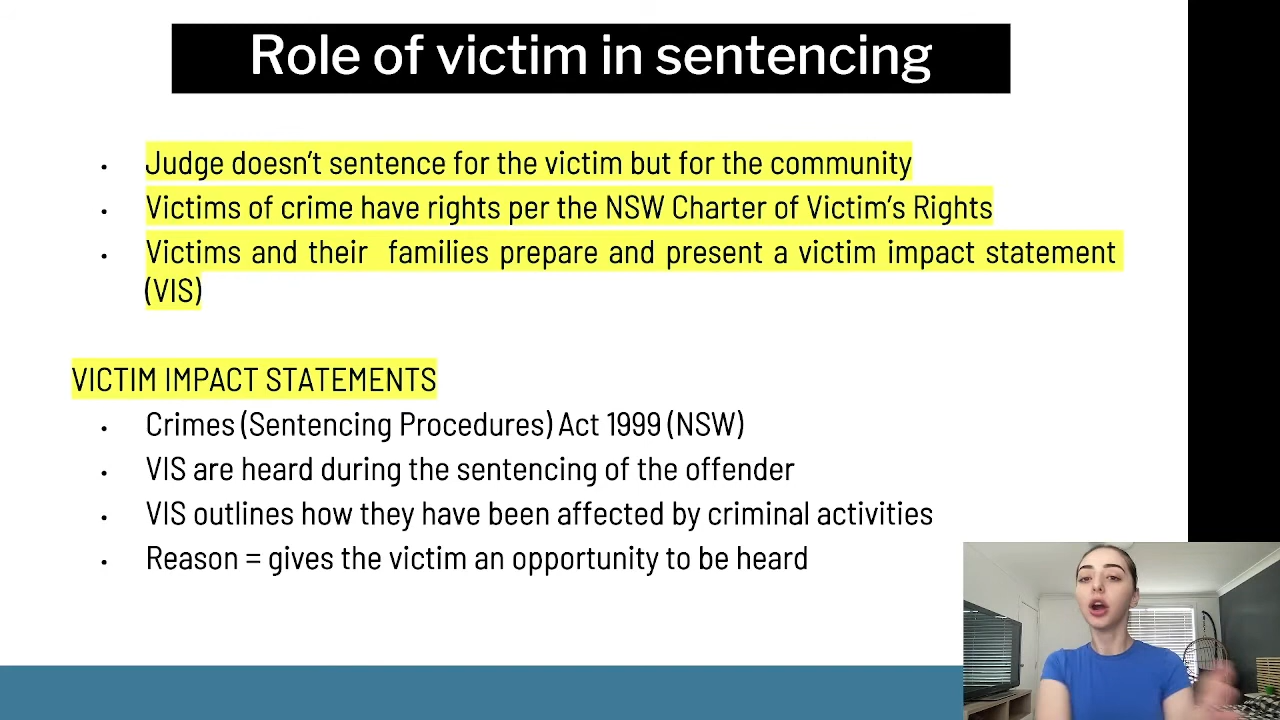 Role of victim in sentencing
• Judge doesn't sentence for the victim but for the community
• Victims of crime have rights per the NSW Charter of Victim's Rights
• Victims and their families prepare and present a victim impact statement
(VIS)
VICTIM IMPACT STATEMENTS
• Crimes (Sentencing Procedures) Act 1999 (NSW)
• VIS are heard during the sentencing of the offender
• VIS outlines how they have been affected by criminal activities
• Reason = gives the victim an opportunity to be heard